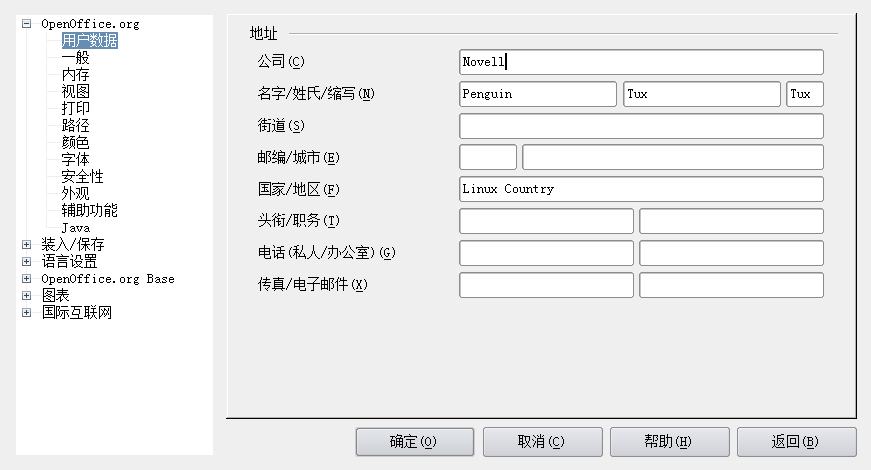 OpenOffice.org
用户数据
一般
内存
视图
打印
路径
颜色
字体
安全性
外观
辅助功能
Java
装入/保存
语言设置
OpenOffice.org Base
图表
国际互联网
地址
公司(C) Novell
名字/姓氏/缩写(N) Penguin Tux Tux
街道(S)
邮编/城市(E)
国家/地区(F) Linux Country
头衔/职务(T)
电话(私人/办公室)(G)
传真/电子邮件(X)
确定(O) 取消(C) 帮助(H) 返回(B)